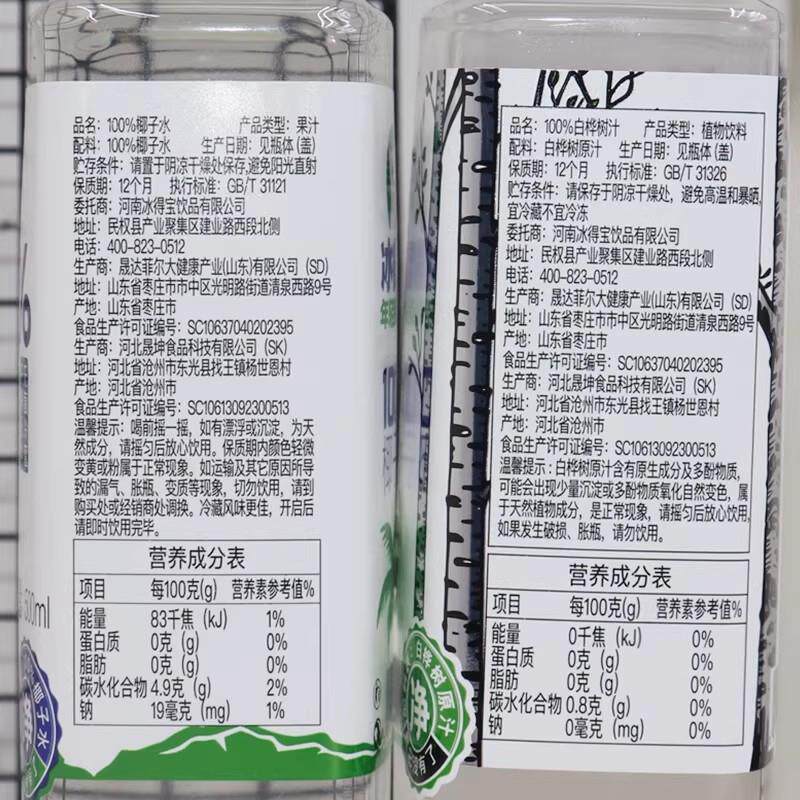 品名：100%椰子水 产品类型：果汁
配料：100%椰子水 生产日期：见瓶体（盖）
贮存条件：请置于阴凉干燥处保存,避免阳光直射
保质期：12个月 执行标准：GB/T 31121
委托商：河南冰得宝饮品有限公司
地址：民权县产业聚集区建业路西段北侧
电话：400-823-0512
生产商：晟达菲尔大健康产业(山东)有限公司（SD）
地址：山东省枣庄市市中区光明路街道清泉西路9号
产地：山东省枣庄市
食品生产许可证编号：SC10637040202395
生产商：河北晟坤食品科技有限公司（SK）
地址：河北省沧州市东光县找王镇杨世恩村
产地：河北省沧州市
食品生产许可证编号：SC10613092300513
温馨提示：喝前摇一摇，如有漂浮或沉淀，为天
然成分，请摇匀后放心饮用。保质期内颜色轻微
变黄或粉属于正常现象。如运输及其它原因所导
致的漏气、胀瓶、变质等现象，切勿饮用，请到
购买处或经销商处调换。冷藏风味更佳，开启后
请即时饮用完毕。
营养成分表
项目 每100克(g) 营养素参考值%
能量 83千焦（kJ） 1%
蛋白质 0克（g） 0%
脂肪 0克（g） 0%
碳水化合物 4.9克（g） 2%
钠 19毫克（mg） 1%
椰子水
品名：100%白桦树汁 产品类型：植物饮料
配料：白桦树原汁 生产日期：见瓶体（盖）
保质期：12个月 执行标准：GB/T 31326
贮存条件：请保存于阴凉干燥处，避免高温和暴晒,
宜冷藏不宜冷冻
委托商：河南冰得宝饮品有限公司
地址：民权县产业聚集区建业路西段北侧
电话：400-823-0512
生产商：晟达菲尔大健康产业(山东)有限公司（SD）
地址：山东省枣庄市市中区光明路街道清泉西路9号
产地：山东省枣庄市
食品生产许可证编号：SC10637040202395
生产商：河北晟坤食品科技有限公司（SK）
地址：河北省沧州市东光县找王镇杨世恩村
产地：河北省沧州市
食品生产许可证编号：SC10613092300513
温馨提示：白桦树原汁含有原生成分及多酚物质，
可能会出现少量沉淀或多酚物质氧化自然变色，属
于天然植物成分，是正常现象，请摇匀后放心饮用,
如果发生破损、胀瓶，请勿饮用。
营养成分表
项目 每100克(g) 营养素参考值%
能量 0千焦（kJ） 0%
蛋白质 0克（g） 0%
脂肪 0克（g） 0%
碳水化合物 0.8克（g） 0%
钠 0毫克（mg） 0%
白桦树原汁